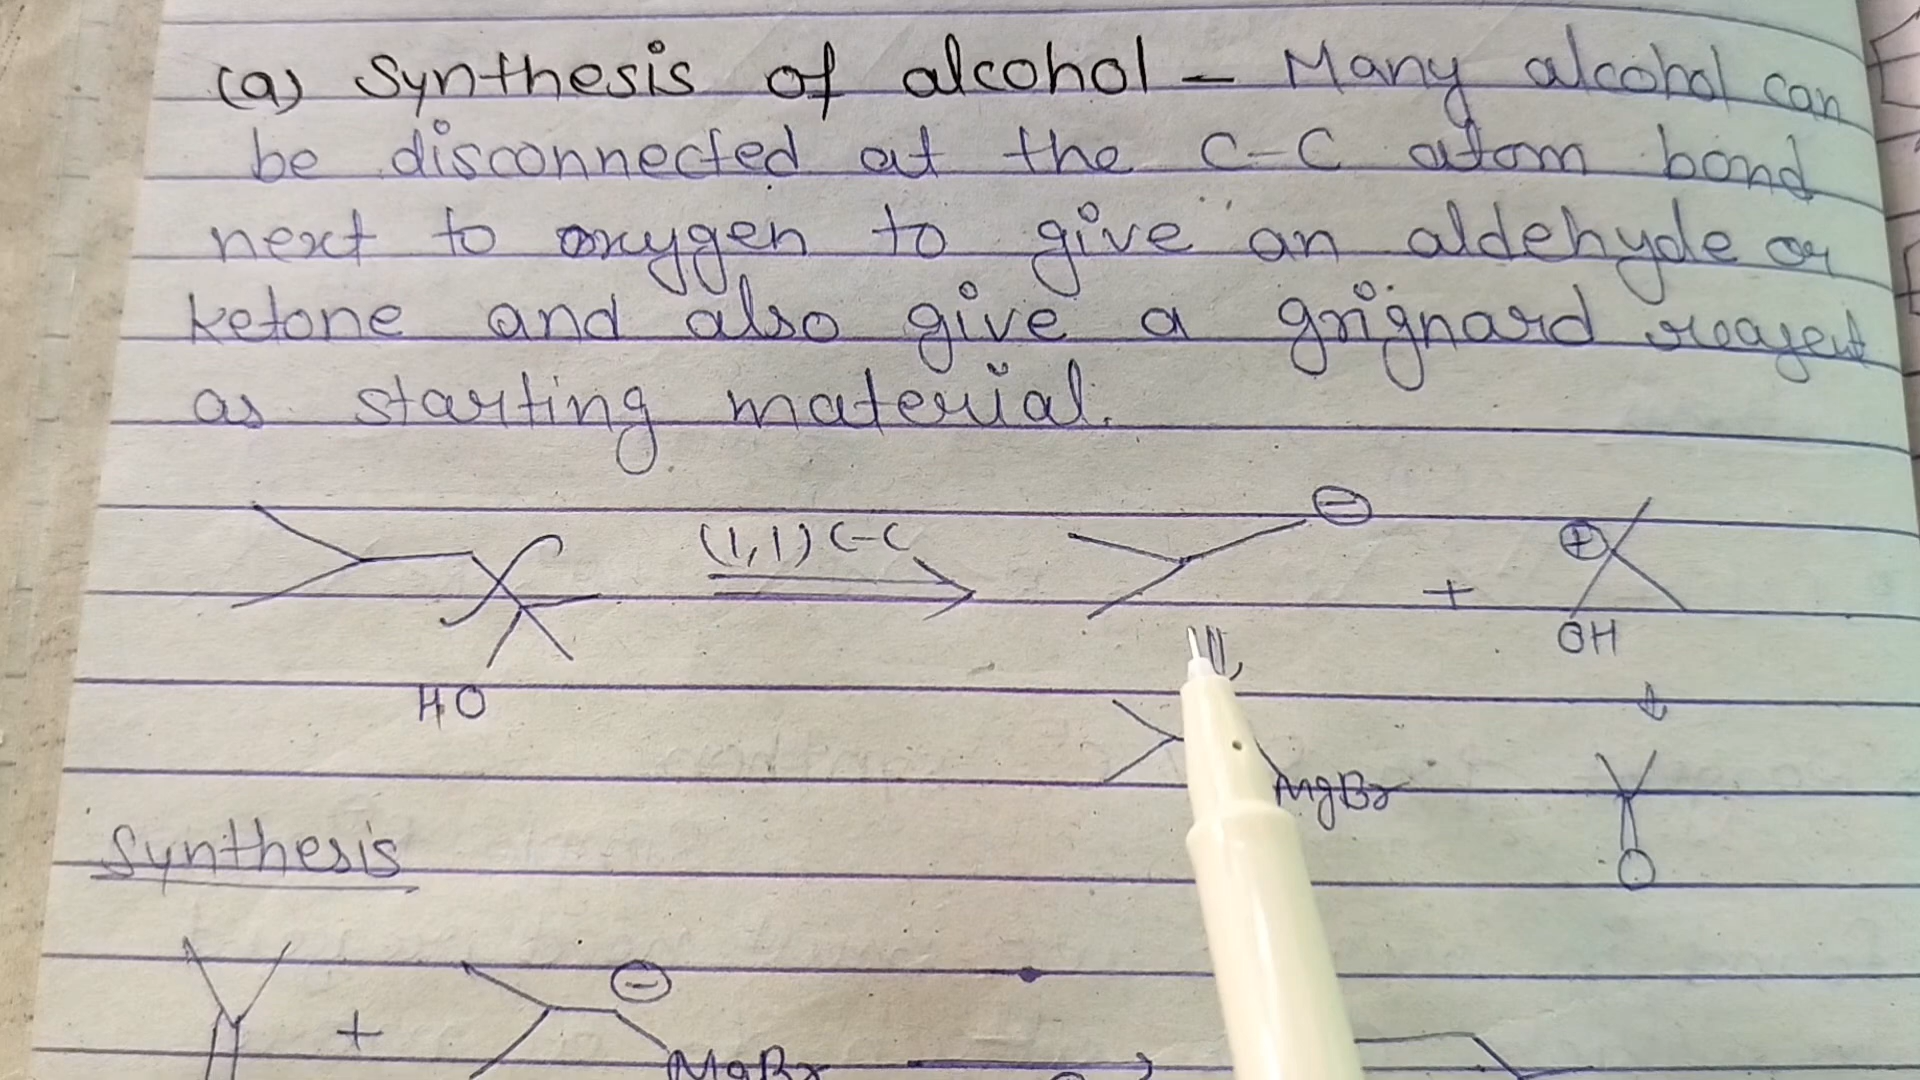 (a) Synthesis of alcohol - Many alcohol can
be disconnected at the C-C atom bond
next to oxygen to give an aldehyde or
ketone and also give a grignard reagent
as starting material.
(1,1) C-C
+
OH
HO
MgBr
O
Synthesis
+
MgBr